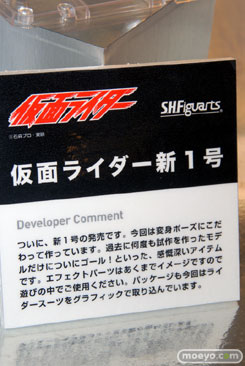 仮面ライダー
S.H.Figuarts
©石森プロ・東映
仮面ライダー新1号
Developer Comment
ついに、新1号の発売です。今回は変身ポーズにこだ
わって作っています。過去に何度も試作を作ったモデ
ルだけについにゴール！といった、感慨深いアイテム
です。エフェクトパーツはあくまでイメージですのでで
遊びの中でご使用ください。パッケージも今回はライ
ダースーツをグラフィックで取り込んでいます。
moeyo.com